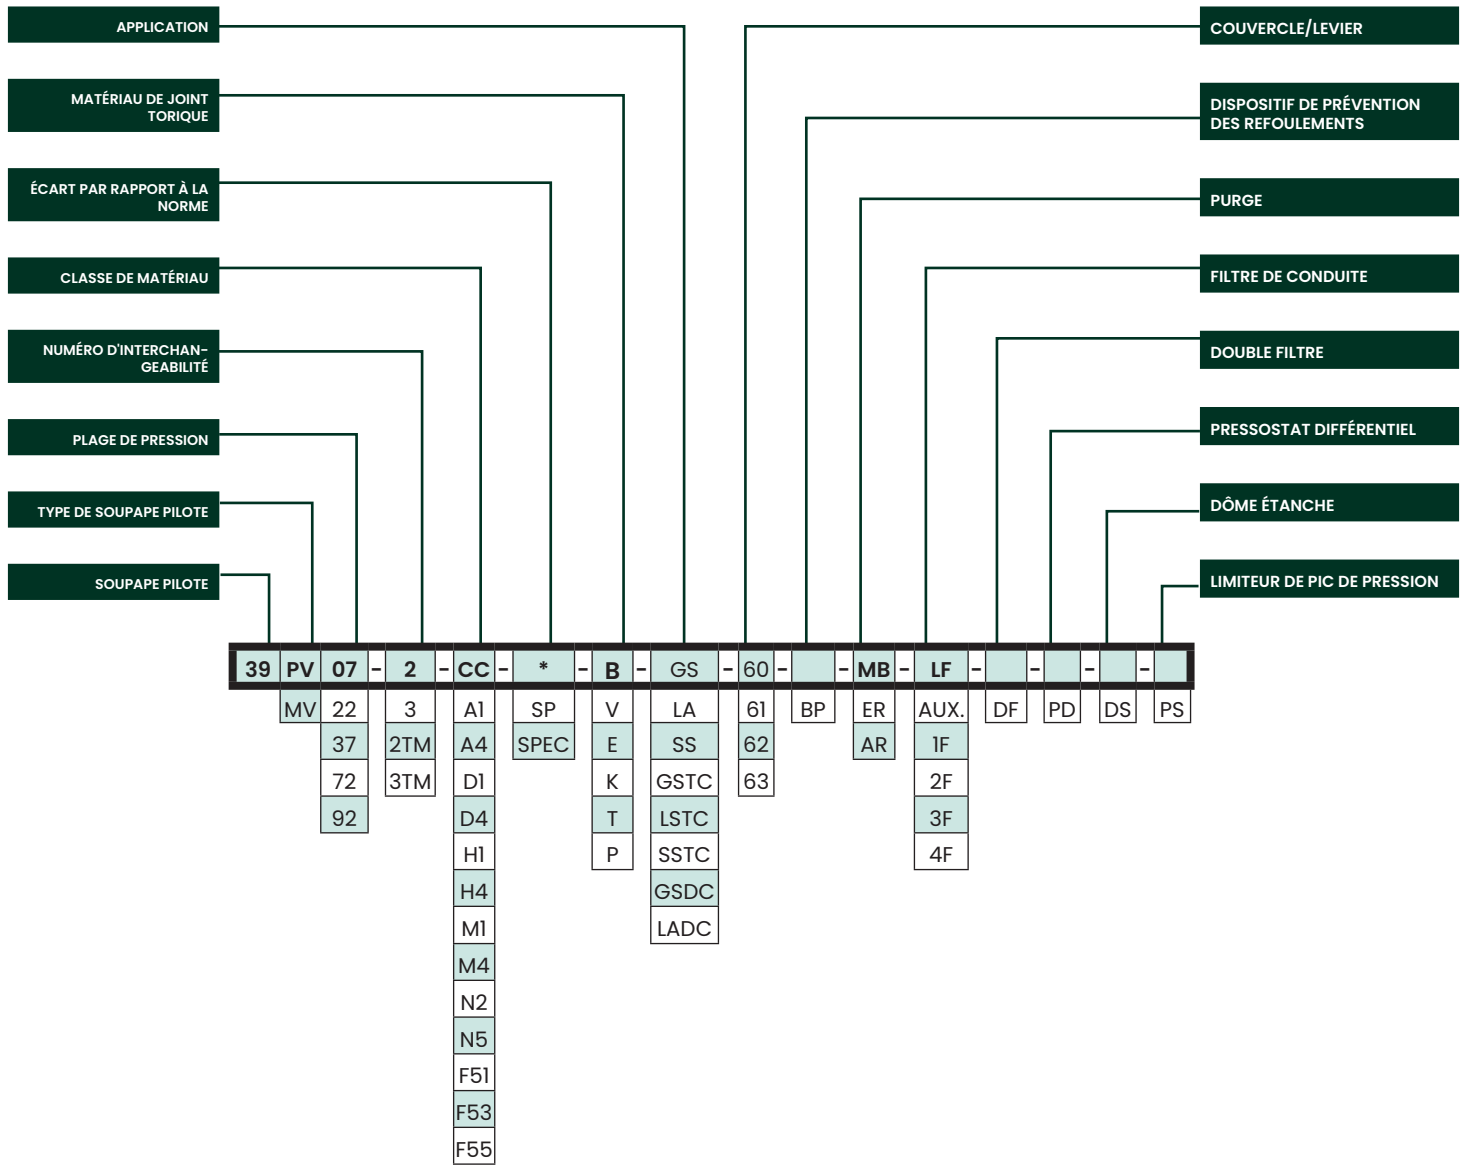 APPLICATION
MATÉRIAU DE JOINT
TORIQUE
ÉCART PAR RAPPORT À LA
NORME
CLASSE DE MATÉRIAU
NUMÉRO D'INTERCHAN-
GEABILITÉ
PLAGE DE PRESSION
TYPE DE SOUPAPE PILOTE
SOUPAPE PILOTE
COUVERCLE/LEVIER
DISPOSITIF DE PRÉVENTION
DES REFOULEMENTS
PURGE
FILTRE DE CONDUITE
DOUBLE FILTRE
PRESSOSTAT DIFFÉRENTIEL
DÔME ÉTANCHE
LIMITEUR DE PIC DE PRESSION
39 PV 07 - 2 - CC - * - B - GS - 60 - - MB - LF - - - -
MV 22 3 A1 SP V LA 61 BP ER AUX. DF PD DS PS
37 2TM A4 SPEC E SS 62 AR 1F
72 3TM D1 K GSTC 63 2F
92 D4 T LSTC 3F
H1 P SSTC 4F
H4 GSDC
M1 LADC
M4
N2
N5
F51
F53
F55